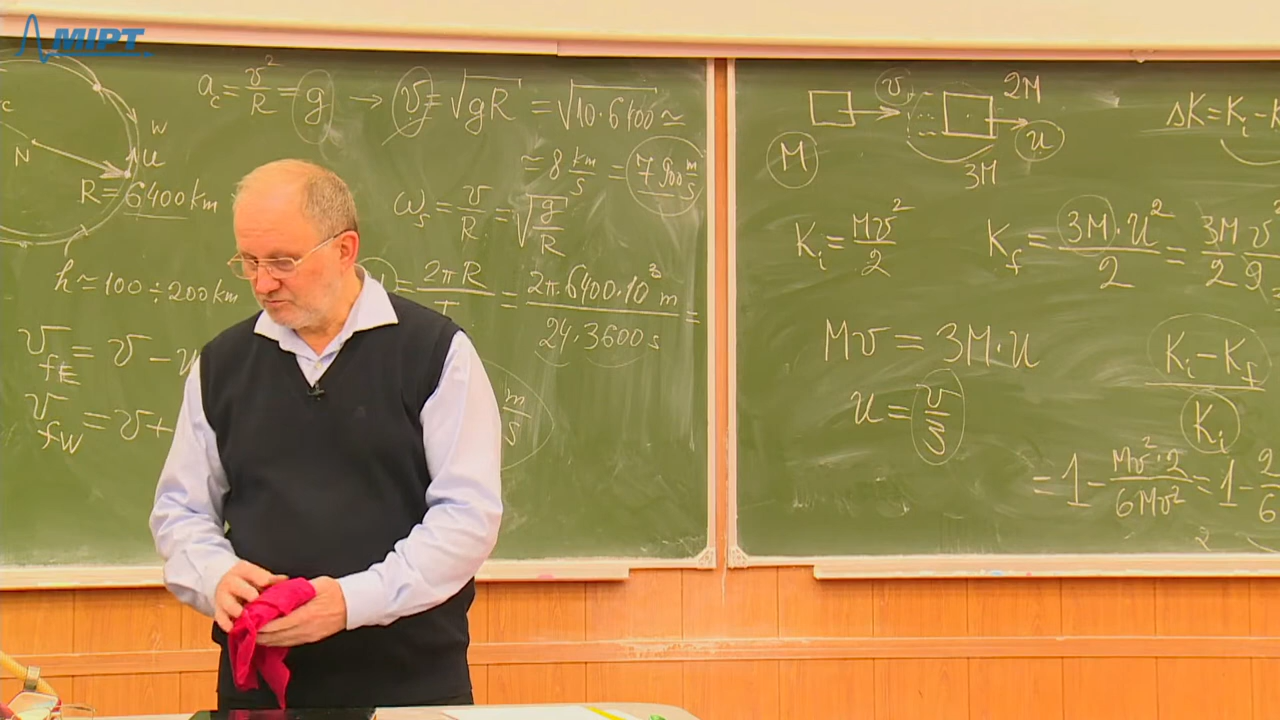 MIPT
a_c = v²/R = g → v = √gR = √10·6400 ≈
≈ 8 km/s = 7 900 m/s
N
w
u
R = 6400 km
ω_s = v/R = √g/R
h ≈ 100 ÷ 200 km
= 2πR/T = 2π·6400·10³ m/24·3600 s =
v_fE = v - u
v_fW = v +
m/s
v
2M
M
u
3M
ΔK = K_i - K
K_i = Mv²/2
K_f = 3M·u²/2 = 3M/2 v²/9
Mv = 3M·u
u = v/3
K_i - K_f/K_i
= 1 - Mv²·2/6Mv² = 1 - 2/6